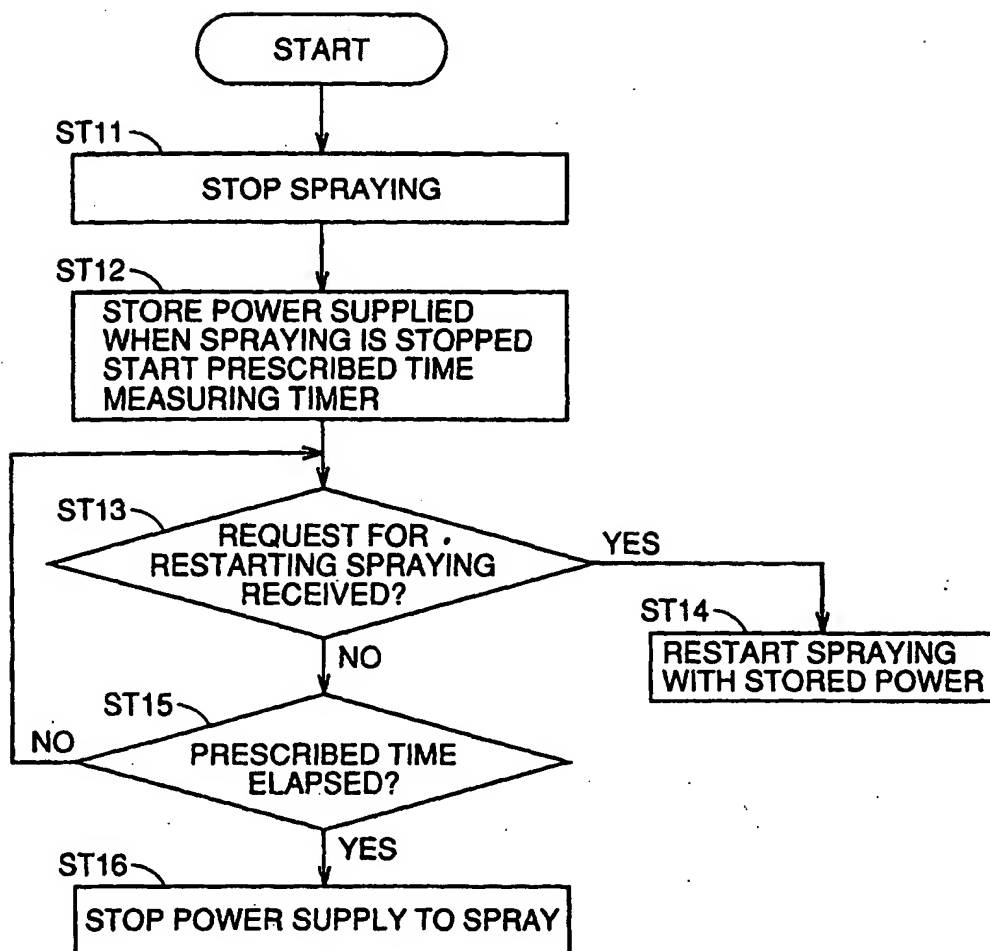 START
ST11
STOP SPRAYING
ST12
STORE POWER SUPPLIED
WHEN SPRAYING IS STOPPED
START PRESCRIBED TIME
MEASURING TIMER
ST13
REQUEST FOR
RESTARTING SPRAYING
RECEIVED?
YES
ST14
RESTART SPRAYING
WITH STORED POWER
NO
ST15
NO
PRESCRIBED TIME
ELAPSED?
YES
ST16
STOP POWER SUPPLY TO SPRAY